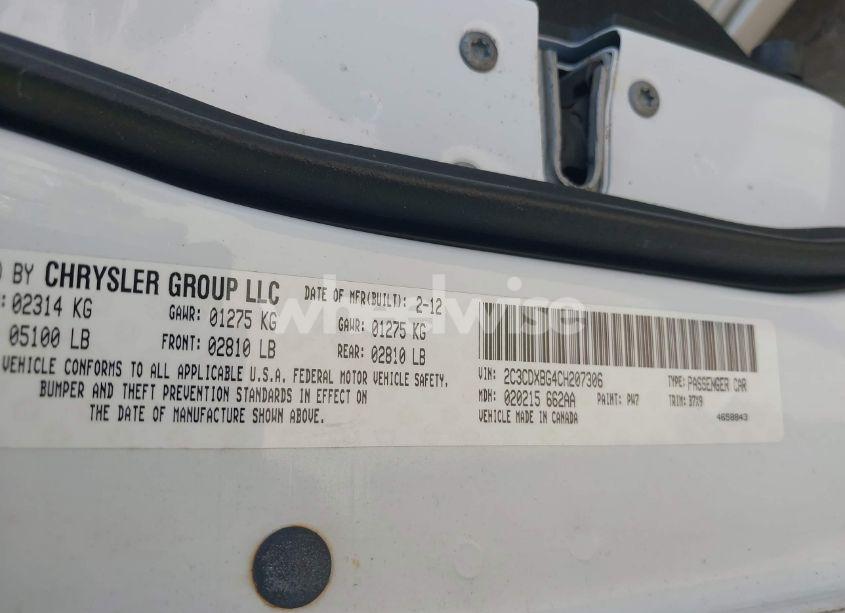 ) BY CHRYSLER GROUP LLC DATE OF MFR(BUILT): 2-12
: 02314 KG GAWR: 01275 KG GAWR: 01275 KG
05100 LB FRONT: 02810 LB REAR: 02810 LB
VEHICLE CONFORMS TO ALL APPLICABLE U.S.A. FEDERAL MOTOR VEHICLE SAFETY,
BUMPER AND THEFT PREVENTION STANDARDS IN EFFECT ON
THE DATE OF MANUFACTURE SHOWN ABOVE.
VIN: 2C3CDXBG4CH207306 TYPE: PASSENGER CAR
MDH: 020215 662AA PAINT: PW7 TRIM: B7X9
VEHICLE MADE IN CANADA 4658843
wheelwise